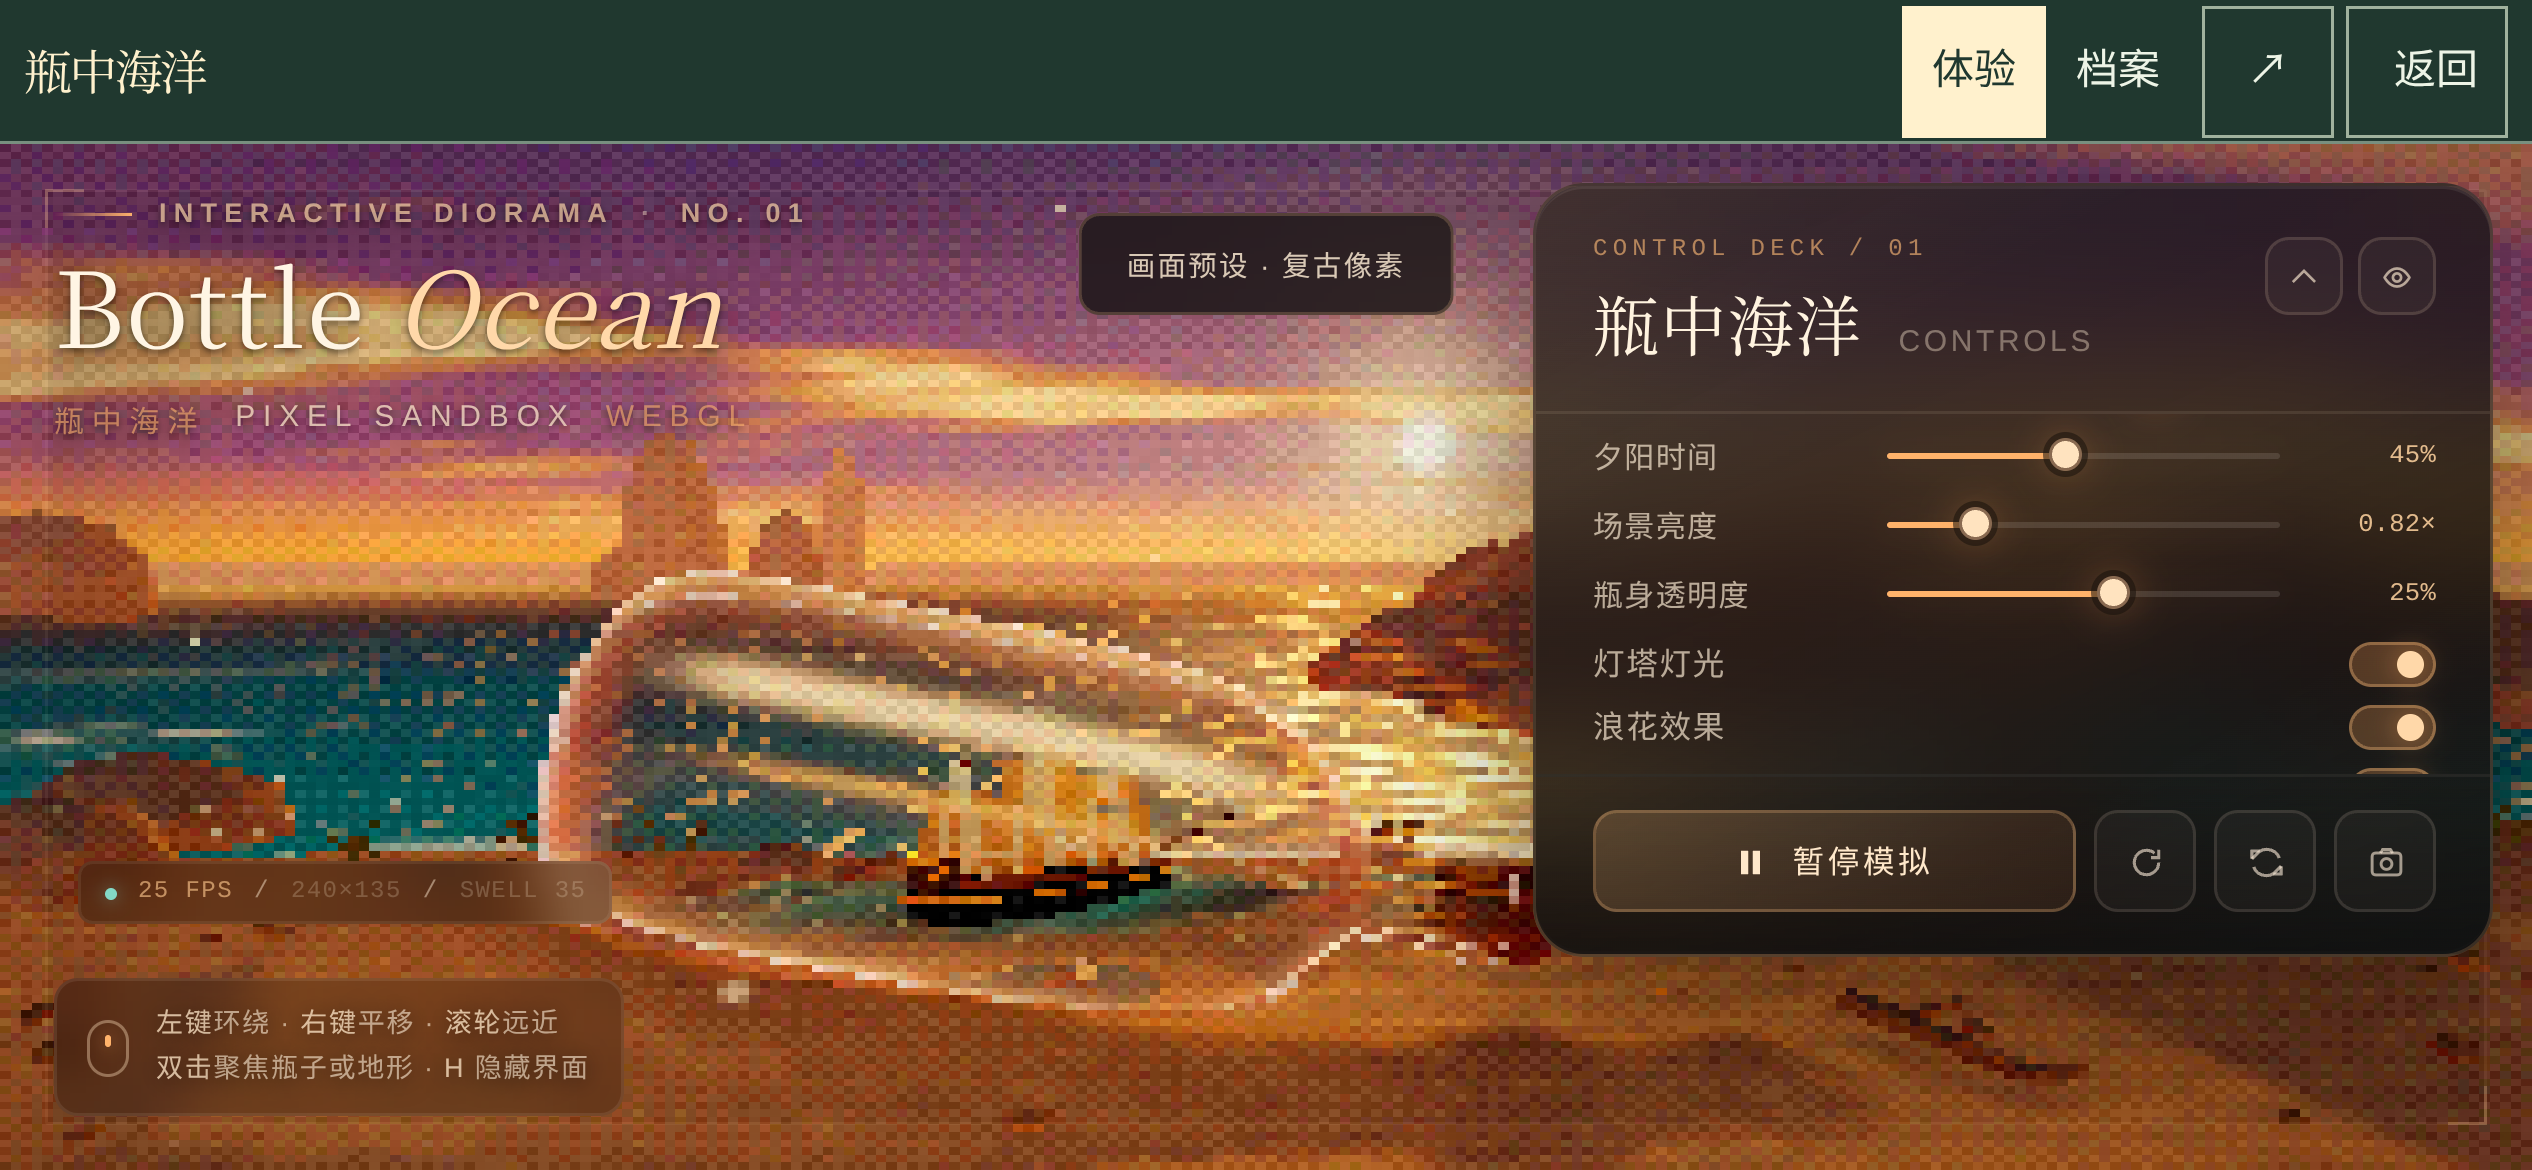 瓶中海洋
体验
档案
↗
返回
INTERACTIVE DIORAMA · NO. 01
Bottle Ocean
瓶中海洋 PIXEL SANDBOX WEBGL
画面预设 · 复古像素
CONTROL DECK / 01
瓶中海洋 CONTROLS
夕阳时间 45%
场景亮度 0.82×
瓶身透明度 25%
灯塔灯光
浪花效果
暂停模拟
25 FPS / 240×135 / SWELL 35
左键环绕 · 右键平移 · 滚轮远近
双击聚焦瓶子或地形 · H 隐藏界面